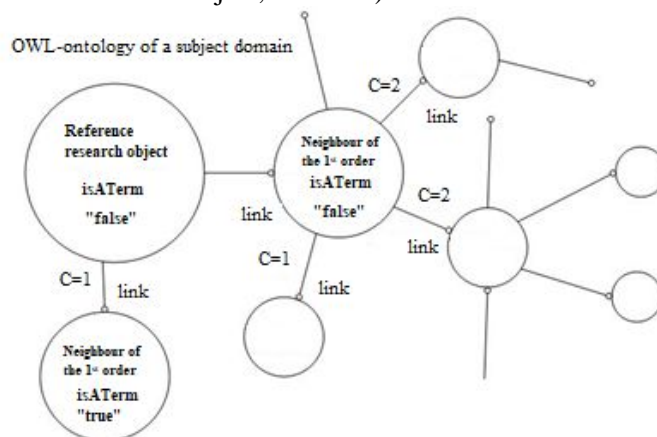 OWL-ontology of a subject domain
C=2
link
Reference
research object
isATerm
"false"
Neighbour of
the 1st order
isATerm
"false"
C=2
link
link
C=1
link
C=1
link
Neighbour of
the 1st order
isATerm
"true"